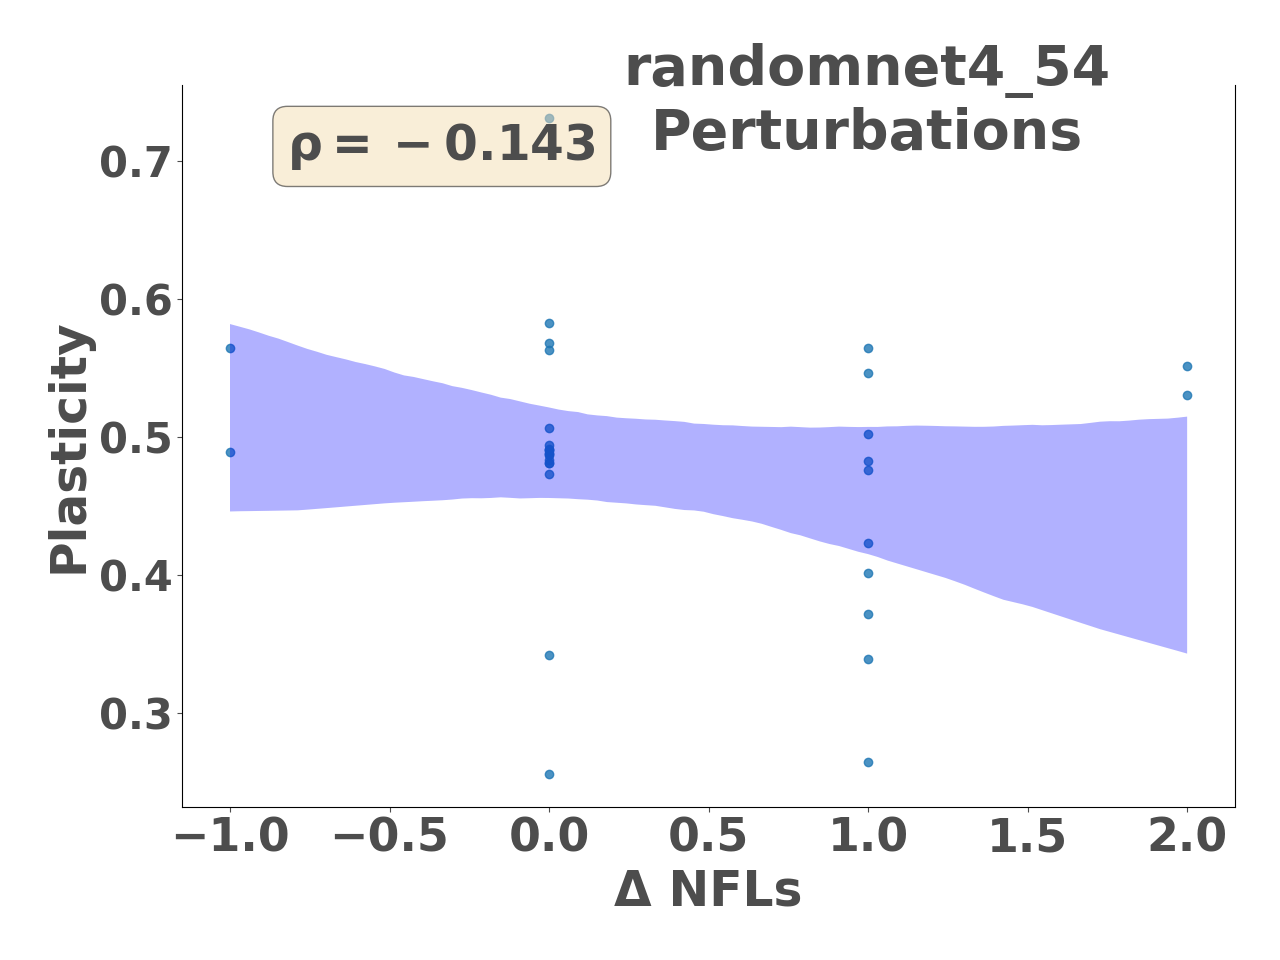 randomnet4_54
Perturbations
ρ = − 0.143
0.7
0.6
0.5
0.4
0.3
Plasticity
−1.0 −0.5 0.0 0.5 1.0 1.5 2.0
Δ NFLs